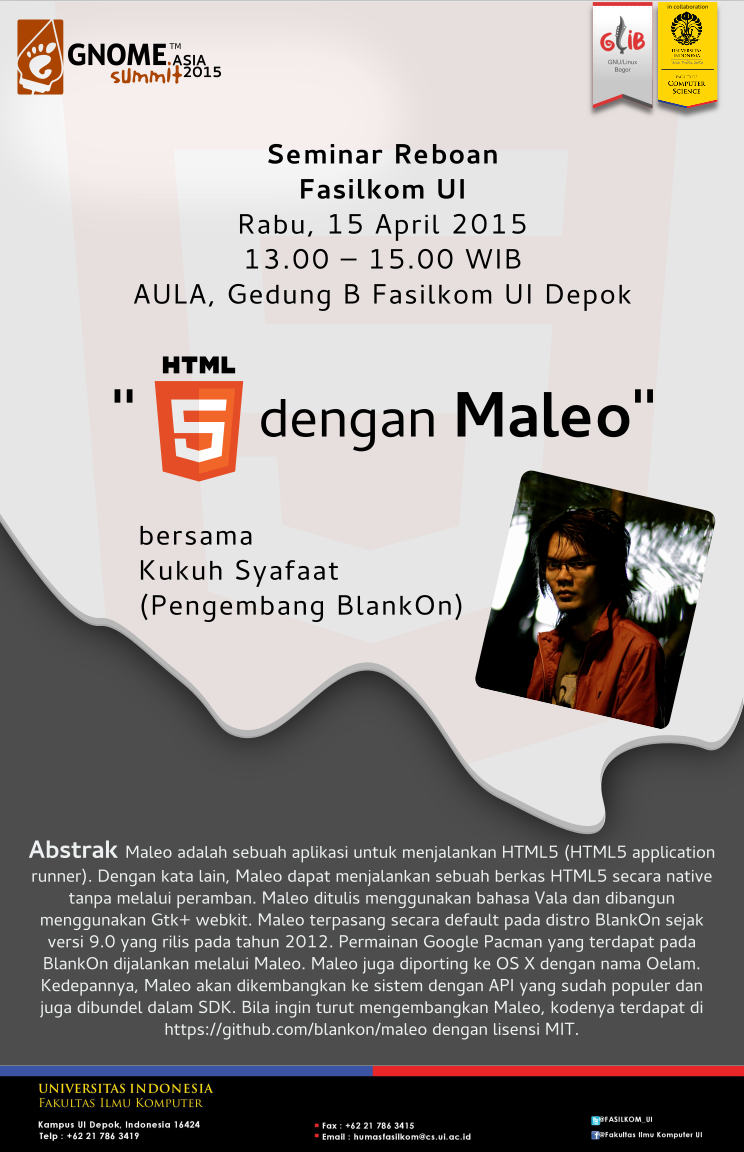 GNOME™.ASIA
summit2015
GLiB
GNU/Linux
Bogor
in collaboration
UNIVERSITAS
INDONESIA
COMPUTER
SCIENCE
Seminar Reboan
Fasilkom UI
Rabu, 15 April 2015
13.00 – 15.00 WIB
AULA, Gedung B Fasilkom UI Depok
HTML
" 5 dengan Maleo"
bersama
Kukuh Syafaat
(Pengembang BlankOn)
Abstrak Maleo adalah sebuah aplikasi untuk menjalankan HTML5 (HTML5 application
runner). Dengan kata lain, Maleo dapat menjalankan sebuah berkas HTML5 secara native
tanpa melalui peramban. Maleo ditulis menggunakan bahasa Vala dan dibangun
menggunakan Gtk+ webkit. Maleo terpasang secara default pada distro BlankOn sejak
versi 9.0 yang rilis pada tahun 2012. Permainan Google Pacman yang terdapat pada
BlankOn dijalankan melalui Maleo. Maleo juga diporting ke OS X dengan nama Oelam.
Kedepannya, Maleo akan dikembangkan ke sistem dengan API yang sudah populer dan
juga dibundel dalam SDK. Bila ingin turut mengembangkan Maleo, kodenya terdapat di
https://github.com/blankon/maleo dengan lisensi MIT.
UNIVERSITAS INDONESIA
FAKULTAS ILMU KOMPUTER
Kampus UI Depok, Indonesia 16424
Telp : +62 21 786 3419
Fax : +62 21 786 3415
Email : humasfasilkom@cs.ui.ac.id
@FASILKOM_UI
@Fakultas Ilmu Komputer UI